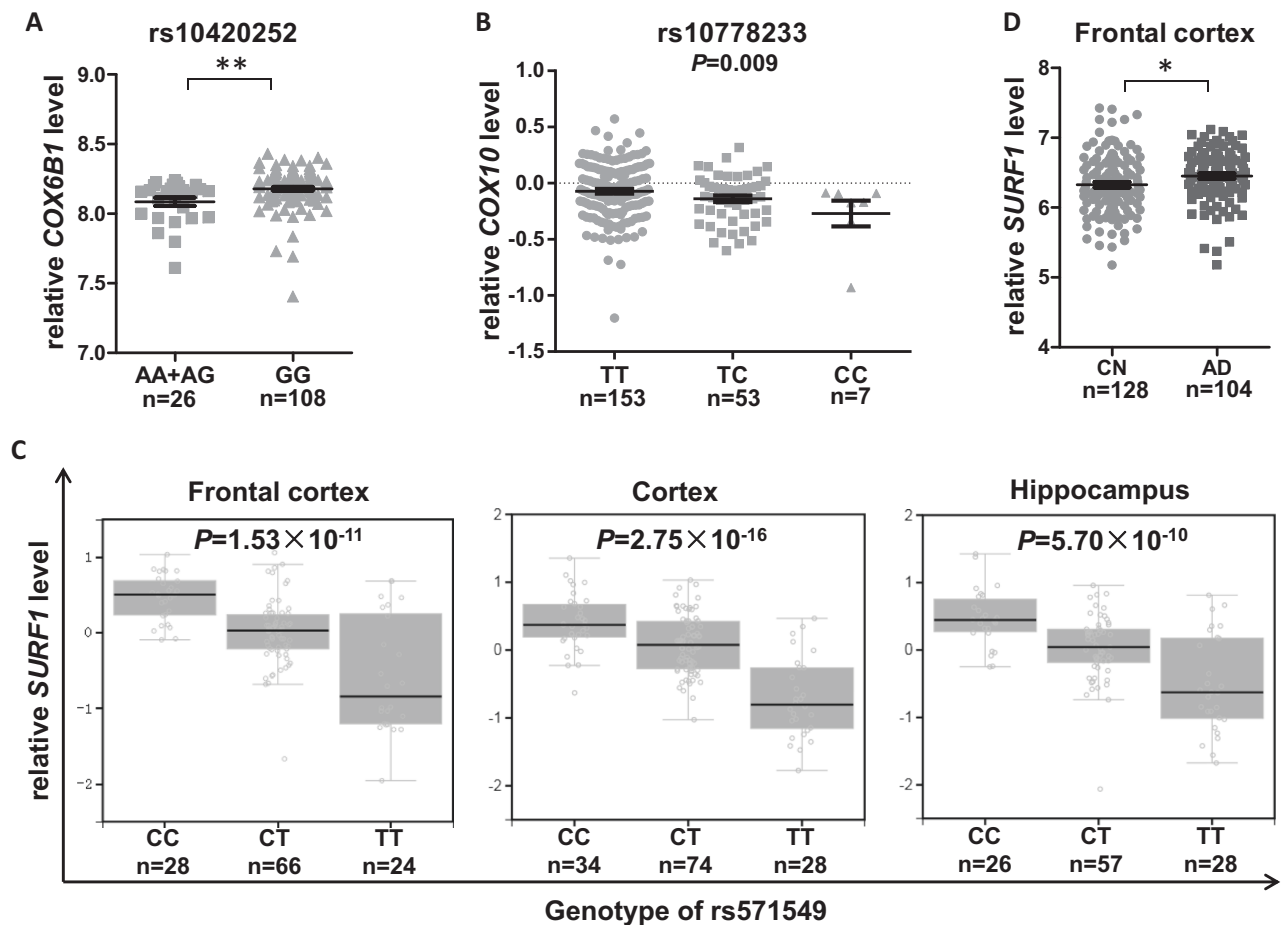 A
rs10420252
**
relative COX6B1 level
9.0
8.5
8.0
7.5
7.0
AA+AG
GG
n=26
n=108
B
rs10778233
P=0.009
relative COX10 level
1.0
0.5
0.0
-0.5
-1.0
-1.5
TT
TC
CC
n=153
n=53
n=7
D
Frontal cortex
*
relative SURF1 level
8
7
6
5
4
CN
AD
n=128
n=104
C
relative SURF1 level
Frontal cortex
P=1.53×10-11
1
0
-1
-2
CC
CT
TT
n=28
n=66
n=24
Cortex
P=2.75×10-16
2
1
0
-1
-2
CC
CT
TT
n=34
n=74
n=28
Hippocampus
P=5.70×10-10
2
1
0
-1
-2
CC
CT
TT
n=26
n=57
n=28
Genotype of rs571549